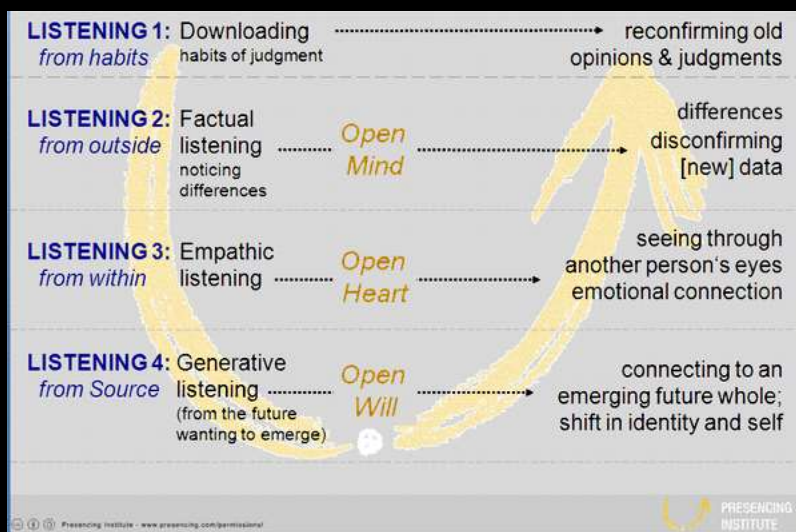 LISTENING 1: Downloading
from habits habits of judgment
reconfirming old
opinions & judgments
LISTENING 2: Factual
from outside listening
noticing
differences
Open
Mind
differences
disconfirming
[new] data
LISTENING 3: Empathic
from within listening
Open
Heart
seeing through
another person's eyes
emotional connection
LISTENING 4: Generative
from Source listening
(from the future
wanting to emerge)
Open
Will
connecting to an
emerging future whole;
shift in identity and self
Presencing Institute - www.presencing.com/permissions/
PRESENCING
INSTITUTE